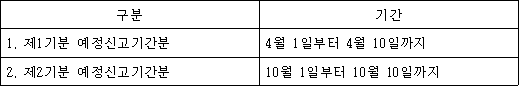 구분 기간
1. 제1기분 예정신고기간분 4월 1일부터 4월 10일까지
2. 제2기분 예정신고기간분 10월 1일부터 10월 10일까지